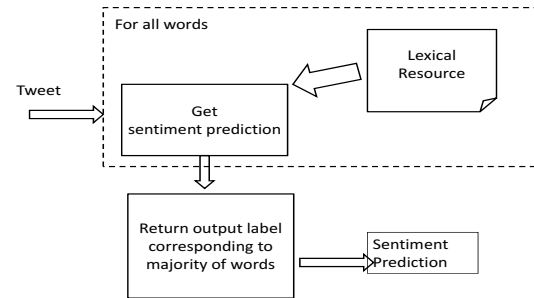 For all words
Lexical
Resource
Tweet
Get
sentiment prediction
Return output label
corresponding to
majority of words
Sentiment
Prediction